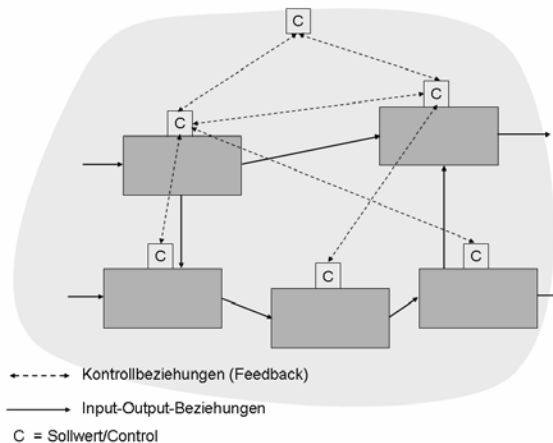 C
C
C
C
C
C
Kontrollbeziehungen (Feedback)
Input-Output-Beziehungen
C = Sollwert/Control